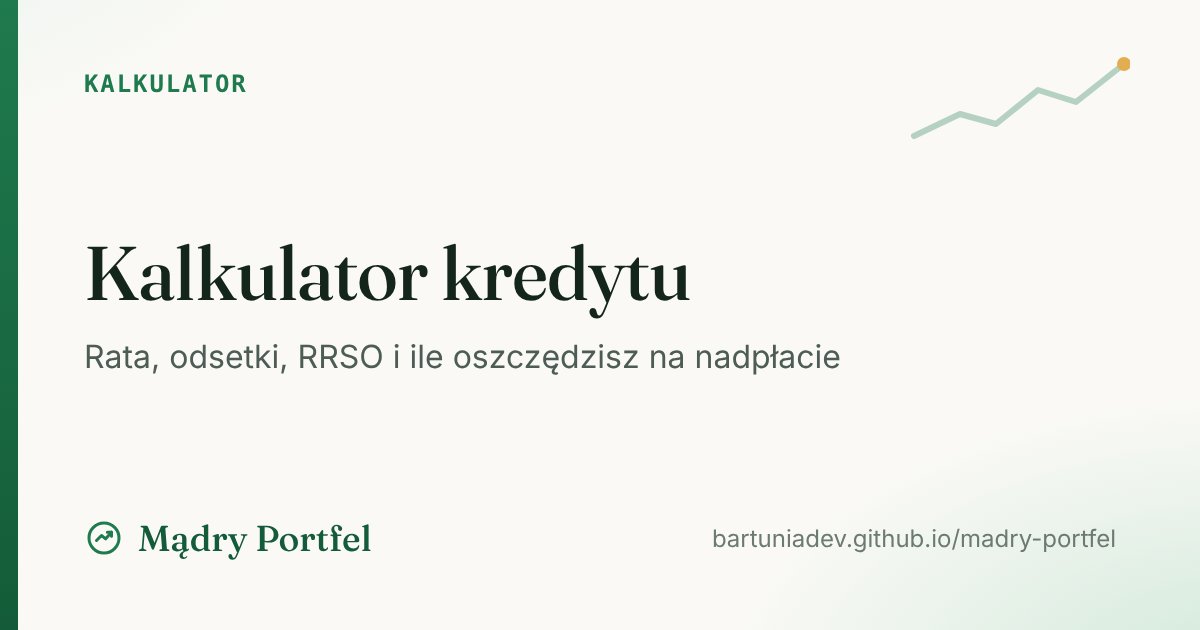 KALKULATOR
Kalkulator kredytu
Rata, odsetki, RRSO i ile oszczędzisz na nadpłacie
Mądry Portfel
bartuniadev.github.io/madry-portfel